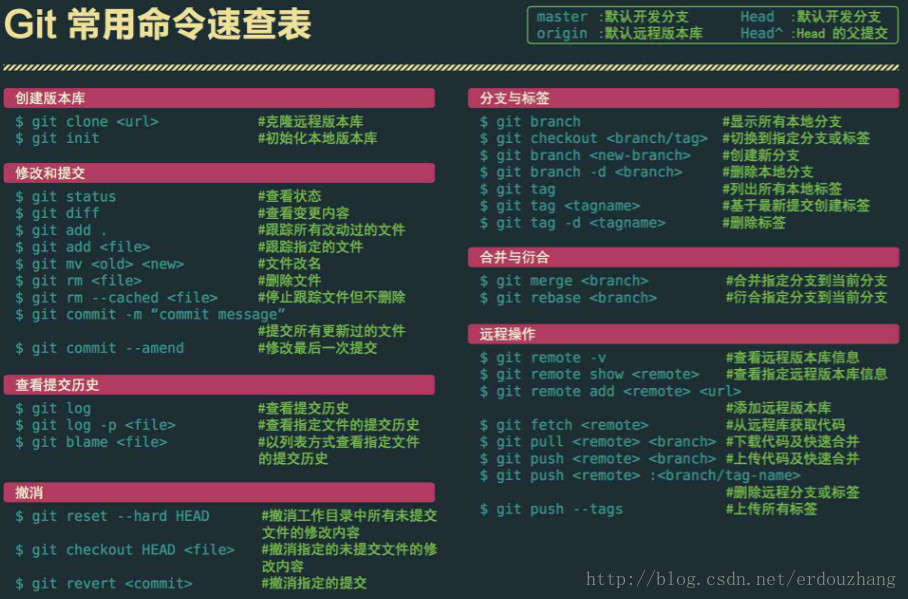 Git 常用命令速查表
master :默认开发分支 Head :默认开发分支
origin :默认远程版本库 Head^ :Head 的父提交
创建版本库
$ git clone <url> #克隆远程版本库
$ git init #初始化本地版本库
修改和提交
$ git status #查看状态
$ git diff #查看变更内容
$ git add . #跟踪所有改动过的文件
$ git add <file> #跟踪指定的文件
$ git mv <old> <new> #文件改名
$ git rm <file> #删除文件
$ git rm --cached <file> #停止跟踪文件但不删除
$ git commit -m “commit message”
#提交所有更新过的文件
$ git commit --amend #修改最后一次提交
查看提交历史
$ git log #查看提交历史
$ git log -p <file> #查看指定文件的提交历史
$ git blame <file> #以列表方式查看指定文件
的提交历史
撤消
$ git reset --hard HEAD #撤消工作目录中所有未提交
文件的修改内容
$ git checkout HEAD <file> #撤消指定的未提交文件的修
改内容
$ git revert <commit> #撤消指定的提交
分支与标签
$ git branch #显示所有本地分支
$ git checkout <branch/tag> #切换到指定分支或标签
$ git branch <new-branch> #创建新分支
$ git branch -d <branch> #删除本地分支
$ git tag #列出所有本地标签
$ git tag <tagname> #基于最新提交创建标签
$ git tag -d <tagname> #删除标签
合并与衍合
$ git merge <branch> #合并指定分支到当前分支
$ git rebase <branch> #衍合指定分支到当前分支
远程操作
$ git remote -v #查看远程版本库信息
$ git remote show <remote> #查看指定远程版本库信息
$ git remote add <remote> <url>
#添加远程版本库
$ git fetch <remote> #从远程库获取代码
$ git pull <remote> <branch> #下载代码及快速合并
$ git push <remote> <branch> #上传代码及快速合并
$ git push <remote> :<branch/tag-name>
#删除远程分支或标签
$ git push --tags #上传所有标签
http://blog.csdn.net/erdouzhang